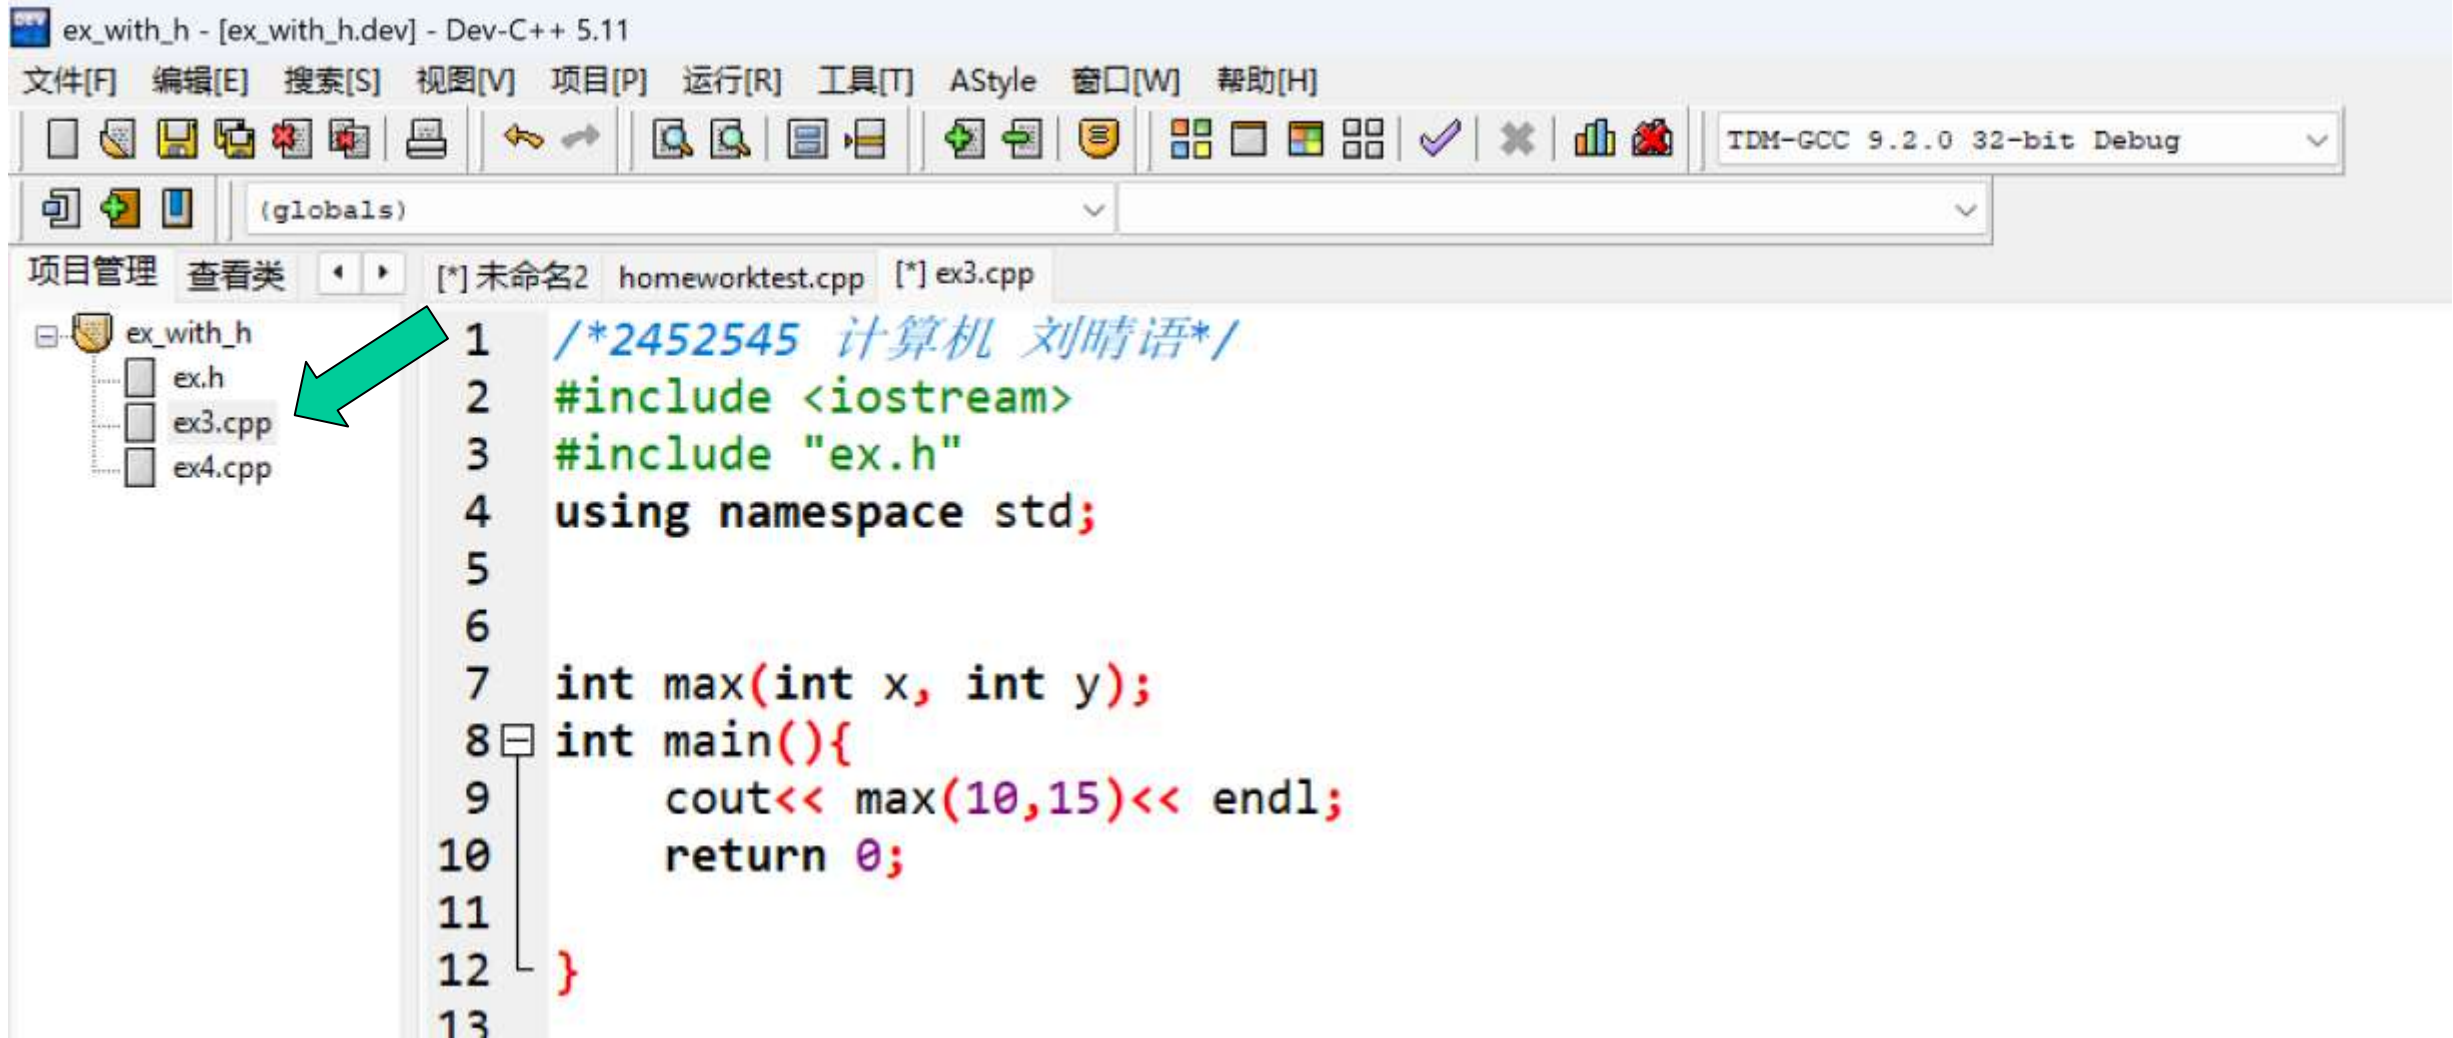 ex_with_h - [ex_with_h.dev] - Dev-C++ 5.11
文件[F] 编辑[E] 搜索[S] 视图[V] 项目[P] 运行[R] 工具[T] AStyle 窗口[W] 帮助[H]
TDM-GCC 9.2.0 32-bit Debug
(globals)
项目管理 查看类 [*] 未命名2 homeworktest.cpp [*] ex3.cpp
ex_with_h
ex.h
ex3.cpp
ex4.cpp
1 /*2452545 计算机 刘晴语*/
2 #include <iostream>
3 #include "ex.h"
4 using namespace std;
5
6
7 int max(int x, int y);
8 int main(){
9 cout<< max(10,15)<< endl;
10 return 0;
11
12 }
13